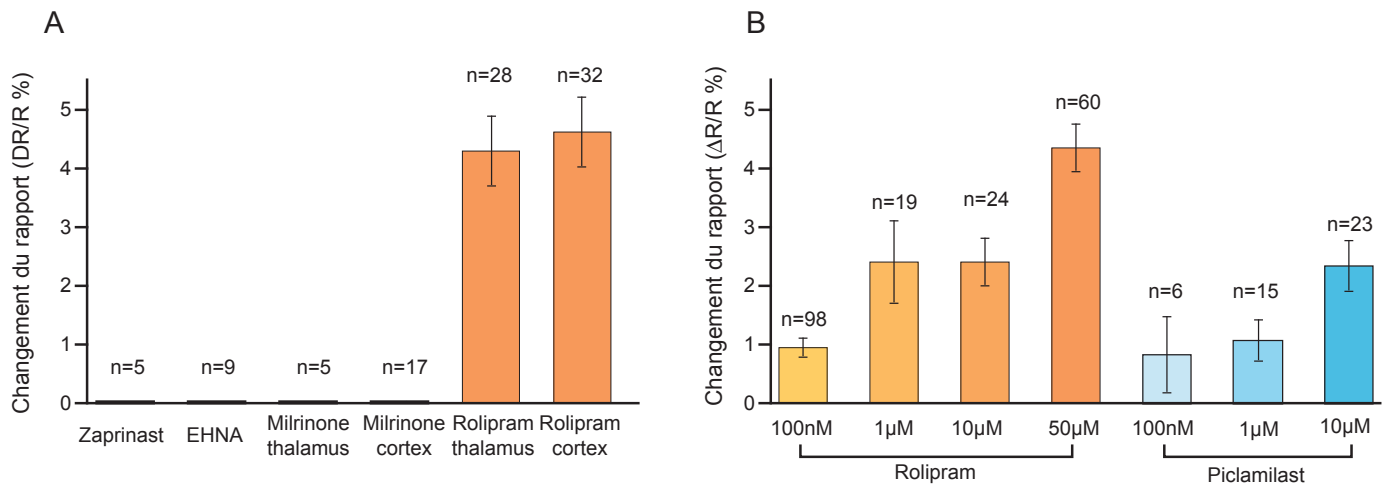 A
Changement du rapport (DR/R %)
5
4
3
2
1
0
n=5
n=9
n=5
n=17
n=28
n=32
Zaprinast
EHNA
Milrinone
thalamus
Milrinone
cortex
Rolipram
thalamus
Rolipram
cortex
B
Changement du rapport (ΔR/R %)
5
4
3
2
1
0
n=98
n=19
n=24
n=60
n=6
n=15
n=23
100nM
1µM
10µM
50µM
100nM
1µM
10µM
Rolipram
Piclamilast